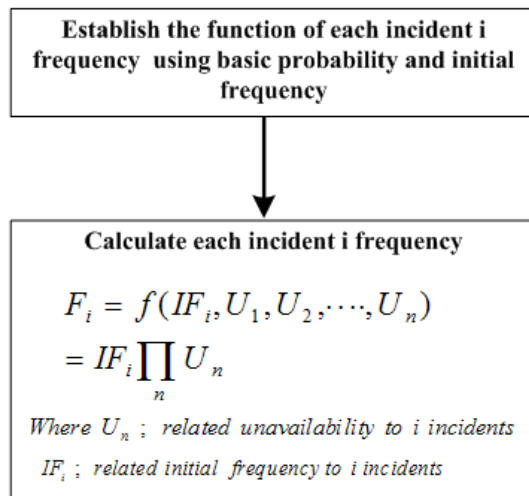 Establish the function of each incident i
frequency using basic probability and initial
frequency
Calculate each incident i frequency
F_i = f(IF_i, U_1, U_2, ⋯, U_n)
= IF_i ∏_n U_n
Where U_n ; related unavailability to i incidents
IF_i ; related initial frequency to i incidents